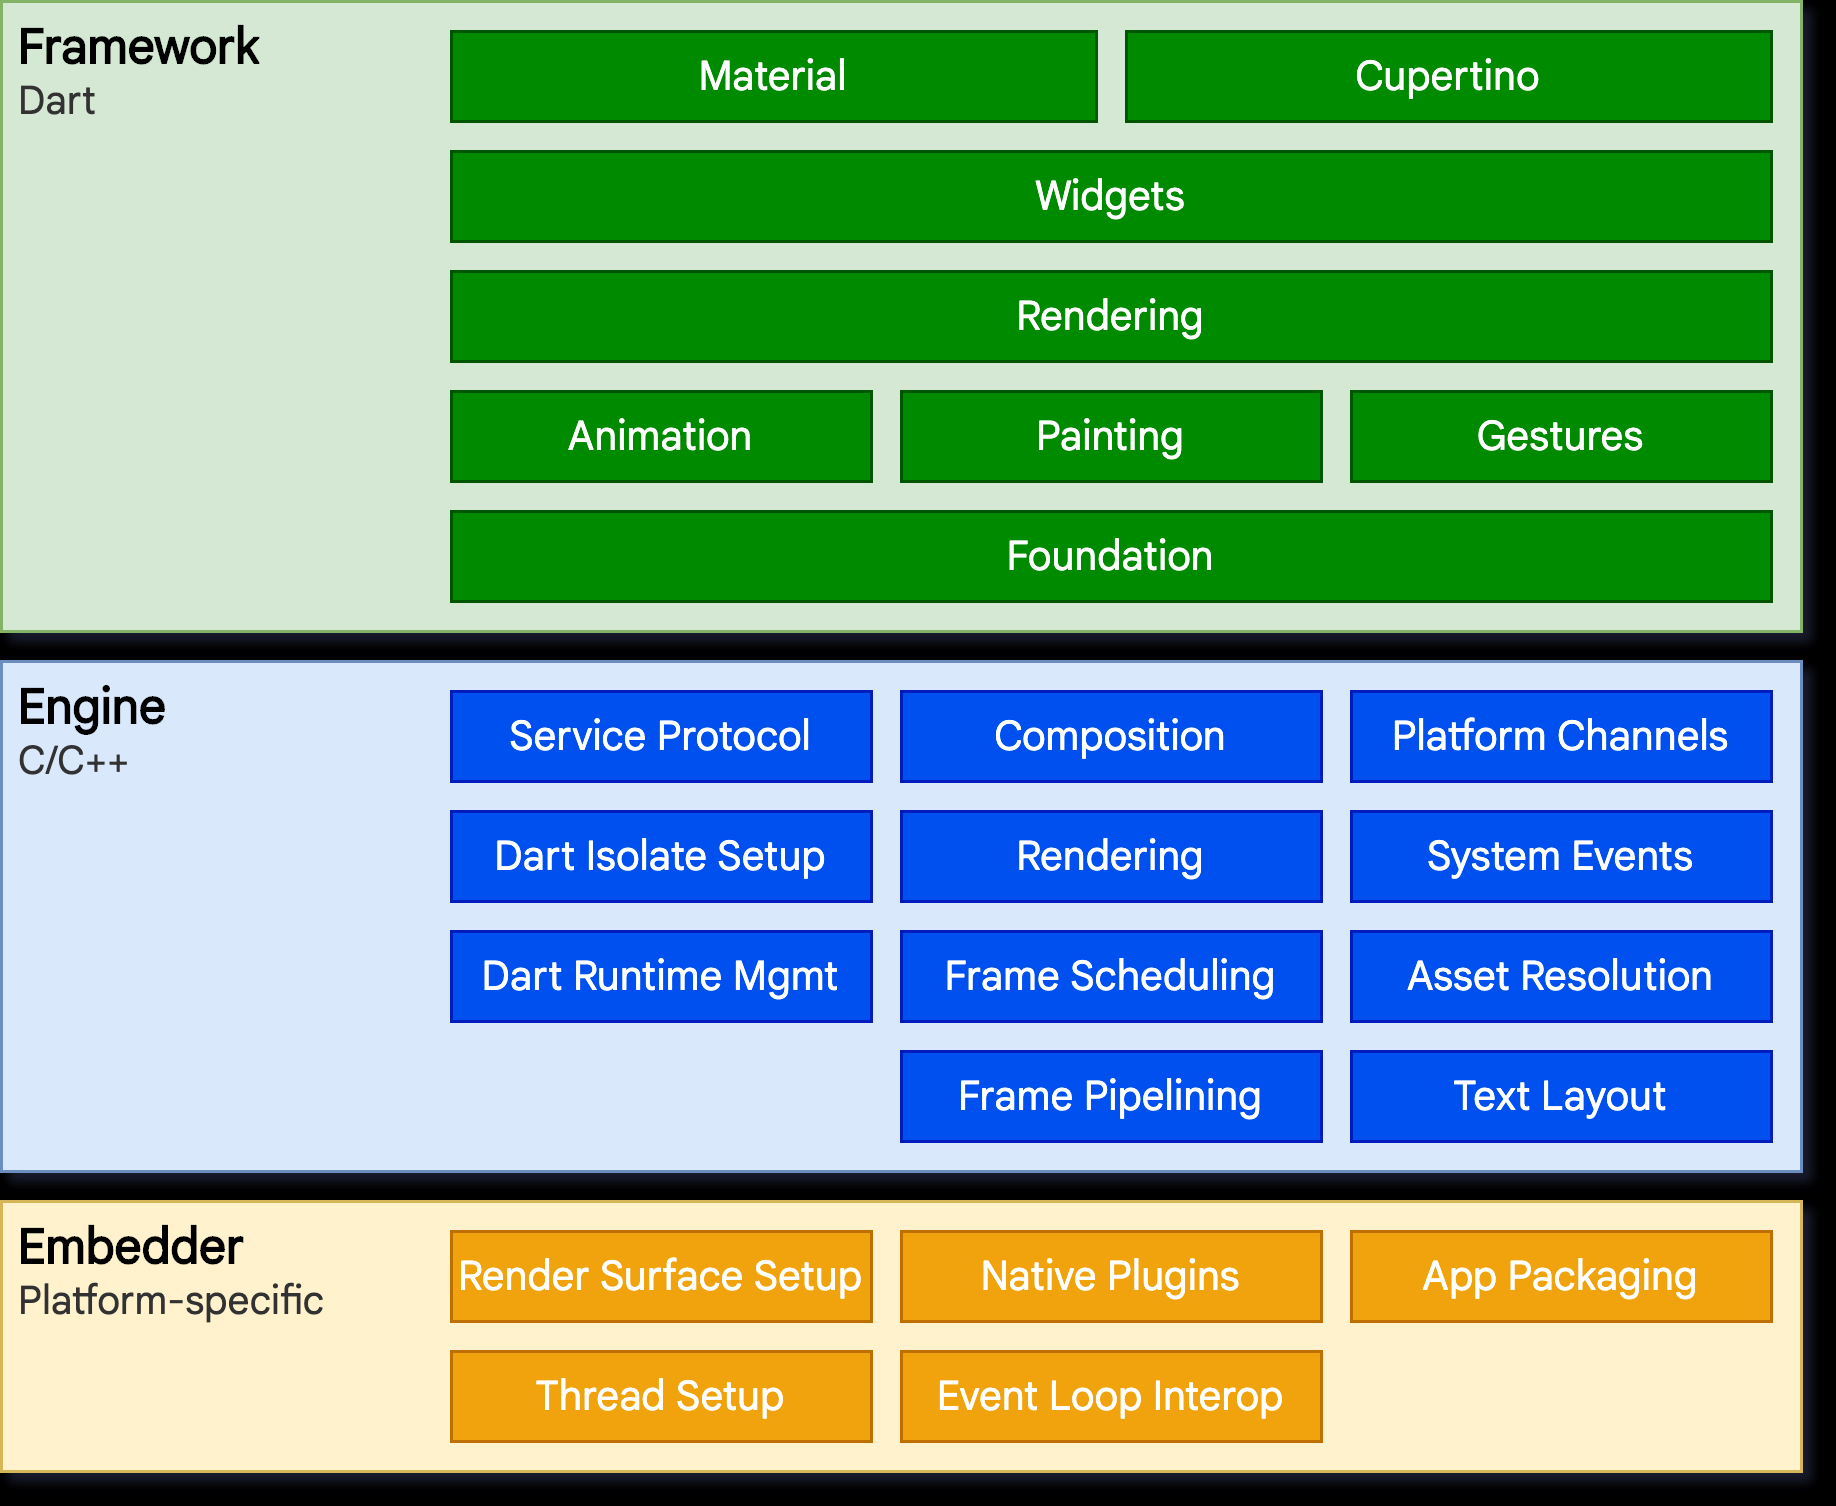 Framework
Dart
Material
Cupertino
Widgets
Rendering
Animation
Painting
Gestures
Foundation
Engine
C/C++
Service Protocol
Composition
Platform Channels
Dart Isolate Setup
Rendering
System Events
Dart Runtime Mgmt
Frame Scheduling
Asset Resolution
Frame Pipelining
Text Layout
Embedder
Platform-specific
Render Surface Setup
Native Plugins
App Packaging
Thread Setup
Event Loop Interop